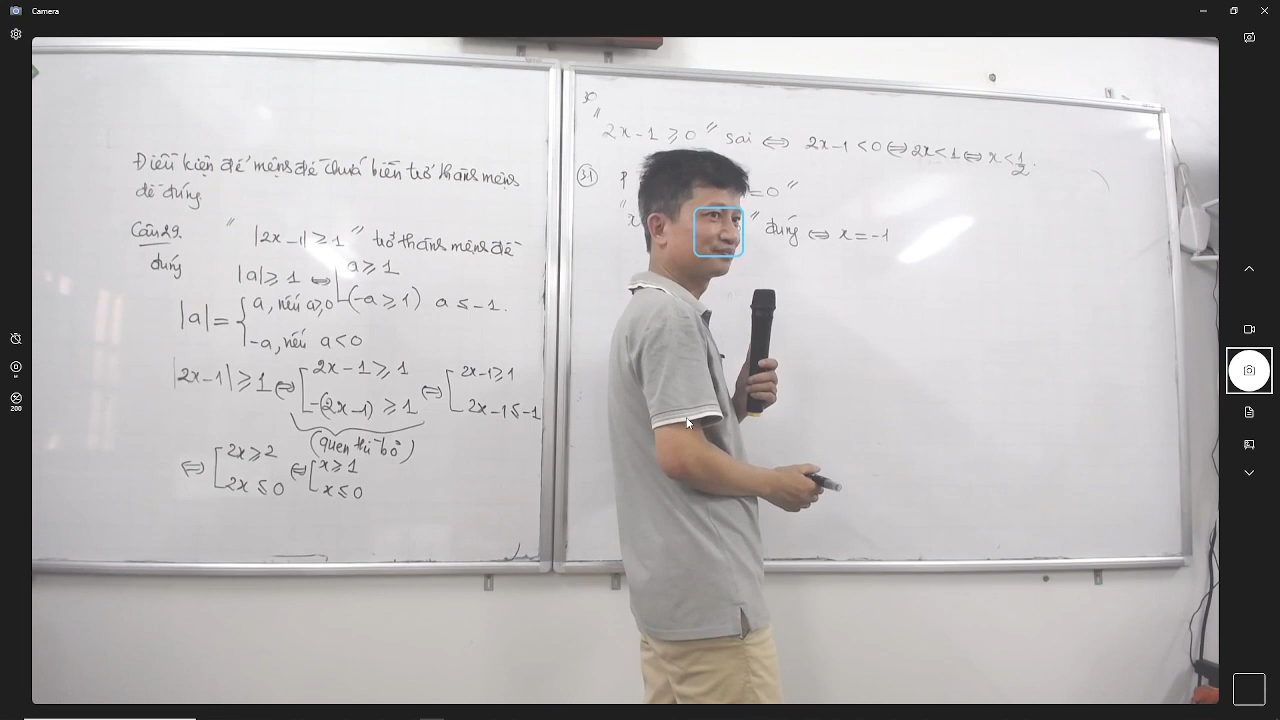 Camera
Điều kiện để mệnh đề chứa biến trở thành mệnh
đề đúng
Câu 29.
"|2x-1| ≥ 1" trở thành mệnh đề
đúng
|a| ≥ 1 ⇔ [ a ≥ 1
(-a ≥ 1) a ≤ -1.
|a| = { a, nếu a ≥ 0
-a, nếu a < 0
|2x-1| ≥ 1 ⇔ [ 2x-1 ≥ 1 ⇔ [ 2x-1 ≥ 1
-(2x-1) ≥ 1 2x-1 ≤ -1
(quen thì bỏ)
⇔ [ 2x ≥ 2 ⇔ [ x ≥ 1
2x ≤ 0 x ≤ 0
30
"2x-1 ≥ 0" sai ⇔ 2x-1 < 0 ⇔ 2x < 1 ⇔ x < 1/2.
31
=0"
"x " đúng ⇔ x = -1
200